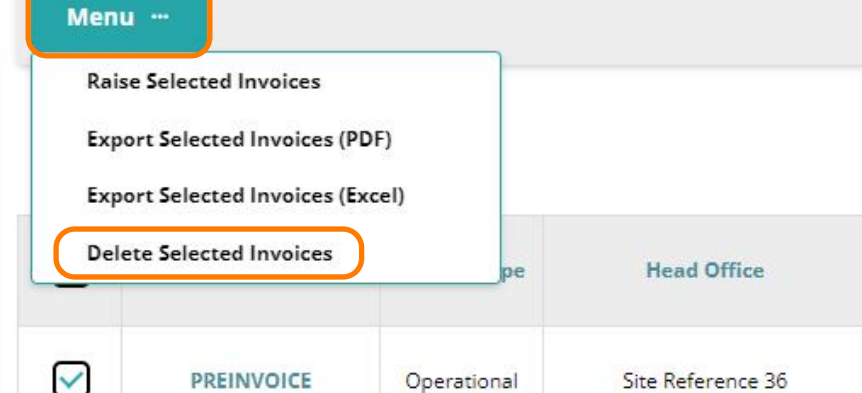 Menu ···
Raise Selected Invoices
Export Selected Invoices (PDF)
Export Selected Invoices (Excel)
Delete Selected Invoices
pe Head Office
PREINVOICE Operational Site Reference 36